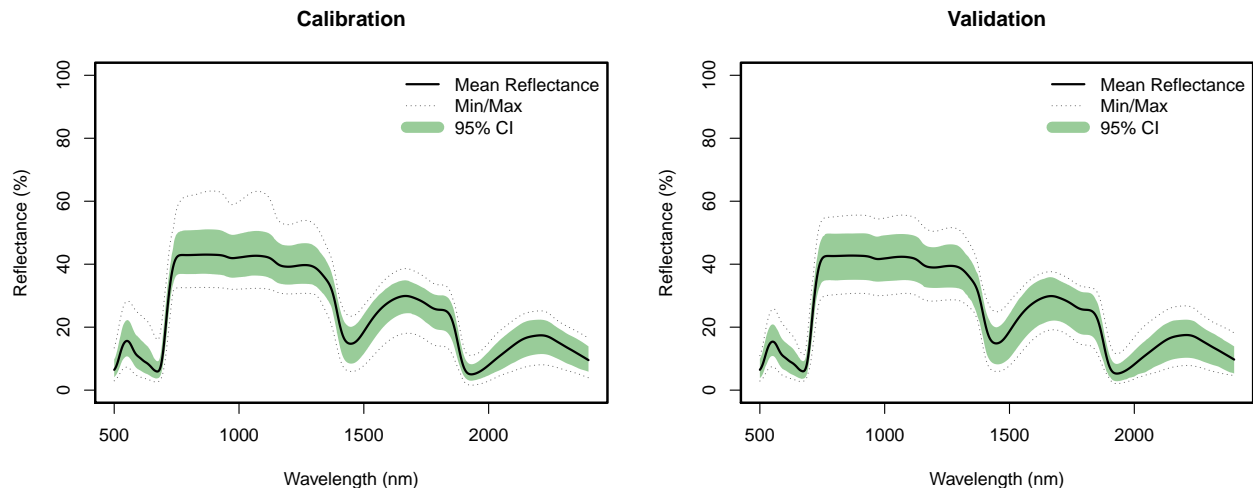 Calibration
Reflectance (%)
100
80
60
40
20
0
Mean Reflectance
Min/Max
95% CI
500
1000
1500
2000
Wavelength (nm)
Validation
Reflectance (%)
100
80
60
40
20
0
Mean Reflectance
Min/Max
95% CI
500
1000
1500
2000
Wavelength (nm)